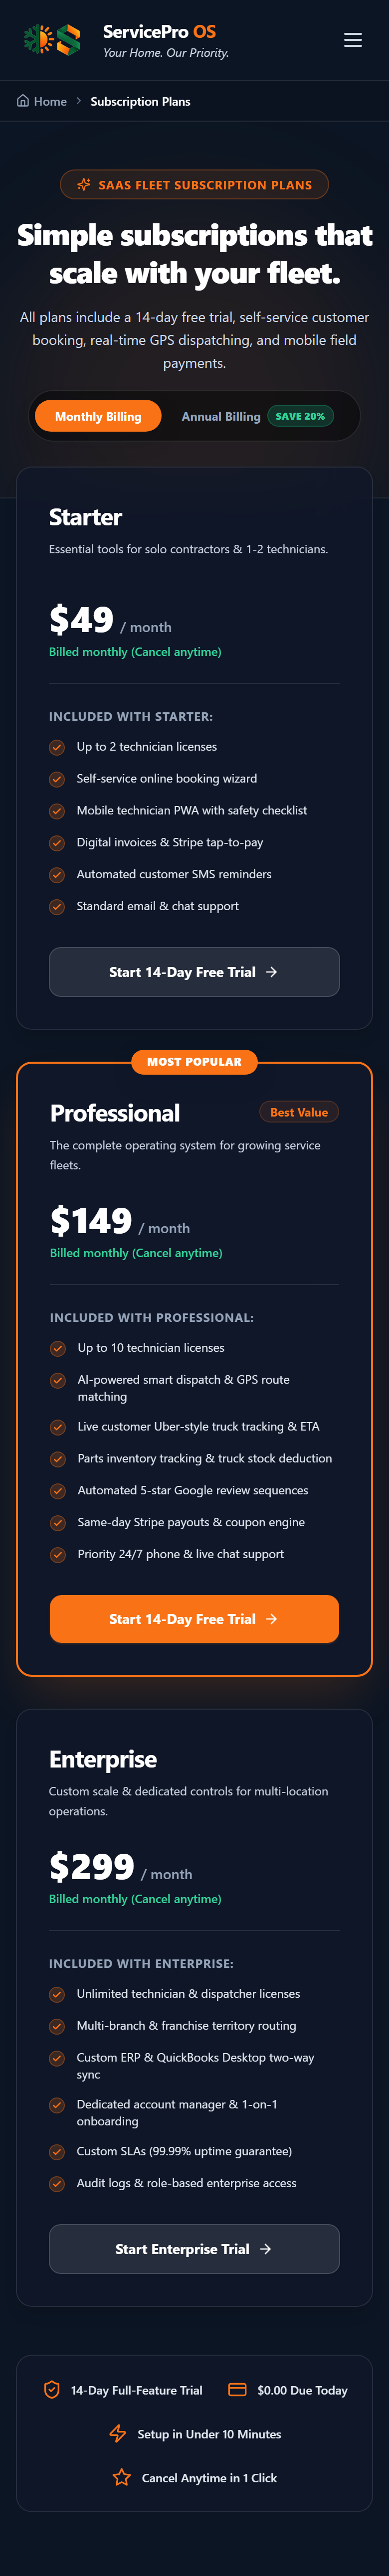 ServicePro OS
Your Home. Our Priority.
Home > Subscription Plans
SAAS FLEET SUBSCRIPTION PLANS
Simple subscriptions that
scale with your fleet.
All plans include a 14-day free trial, self-service customer
booking, real-time GPS dispatching, and mobile field
payments.
Monthly Billing
Annual Billing SAVE 20%
Starter
Essential tools for solo contractors & 1-2 technicians.
$49 / month
Billed monthly (Cancel anytime)
INCLUDED WITH STARTER:
Up to 2 technician licenses
Self-service online booking wizard
Mobile technician PWA with safety checklist
Digital invoices & Stripe tap-to-pay
Automated customer SMS reminders
Standard email & chat support
Start 14-Day Free Trial →
MOST POPULAR
Professional
Best Value
The complete operating system for growing service
fleets.
$149 / month
Billed monthly (Cancel anytime)
INCLUDED WITH PROFESSIONAL:
Up to 10 technician licenses
AI-powered smart dispatch & GPS route
matching
Live customer Uber-style truck tracking & ETA
Parts inventory tracking & truck stock deduction
Automated 5-star Google review sequences
Same-day Stripe payouts & coupon engine
Priority 24/7 phone & live chat support
Start 14-Day Free Trial →
Enterprise
Custom scale & dedicated controls for multi-location
operations.
$299 / month
Billed monthly (Cancel anytime)
INCLUDED WITH ENTERPRISE:
Unlimited technician & dispatcher licenses
Multi-branch & franchise territory routing
Custom ERP & QuickBooks Desktop two-way
sync
Dedicated account manager & 1-on-1
onboarding
Custom SLAs (99.99% uptime guarantee)
Audit logs & role-based enterprise access
Start Enterprise Trial →
14-Day Full-Feature Trial
$0.00 Due Today
Setup in Under 10 Minutes
Cancel Anytime in 1 Click